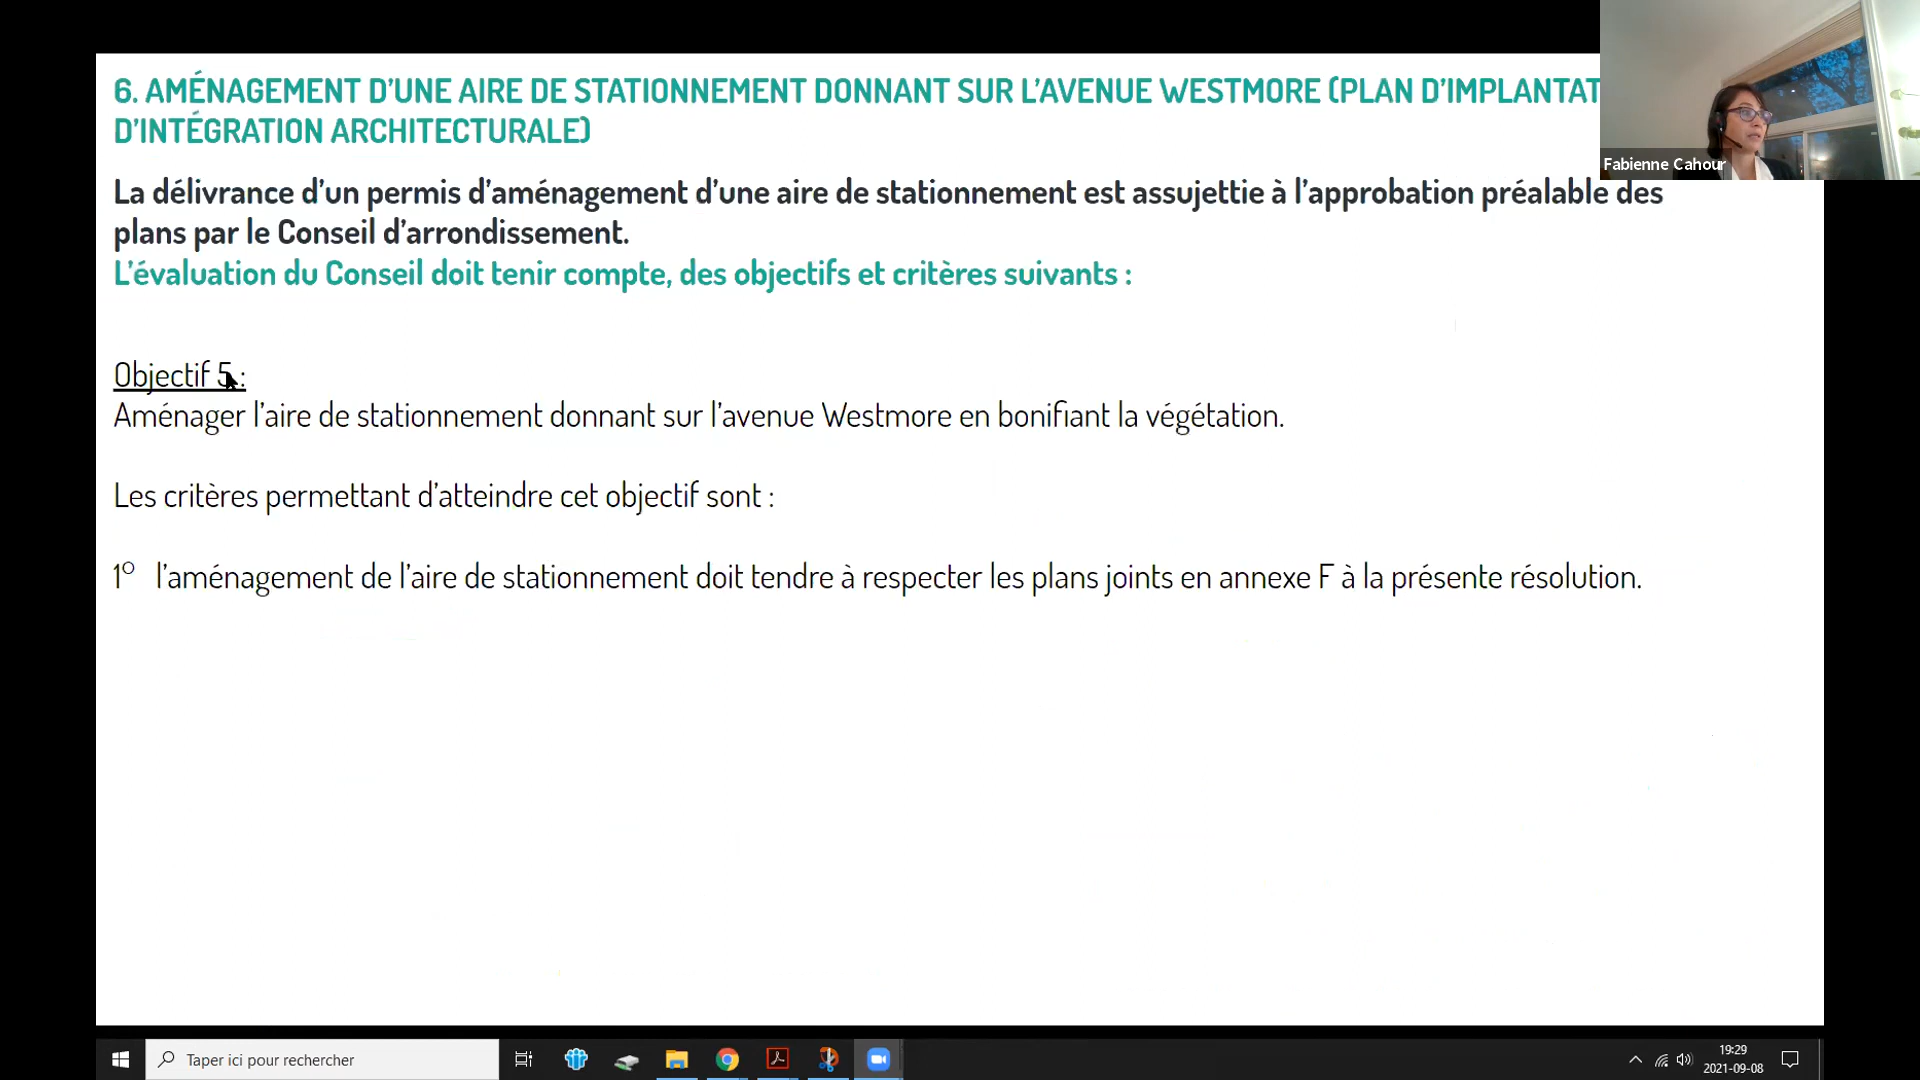 6. AMÉNAGEMENT D'UNE AIRE DE STATIONNEMENT DONNANT SUR L'AVENUE WESTMORE (PLAN D'IMPLANTAT
D'INTÉGRATION ARCHITECTURALE)
Fabienne Cahour
La délivrance d'un permis d'aménagement d'une aire de stationnement est assujettie à l'approbation préalable des
plans par le Conseil d'arrondissement.
L'évaluation du Conseil doit tenir compte, des objectifs et critères suivants :
Objectif 5 :
Aménager l'aire de stationnement donnant sur l'avenue Westmore en bonifiant la végétation.
Les critères permettant d'atteindre cet objectif sont :
1° l'aménagement de l'aire de stationnement doit tendre à respecter les plans joints en annexe F à la présente résolution.
Taper ici pour rechercher
19:29
2021-09-08